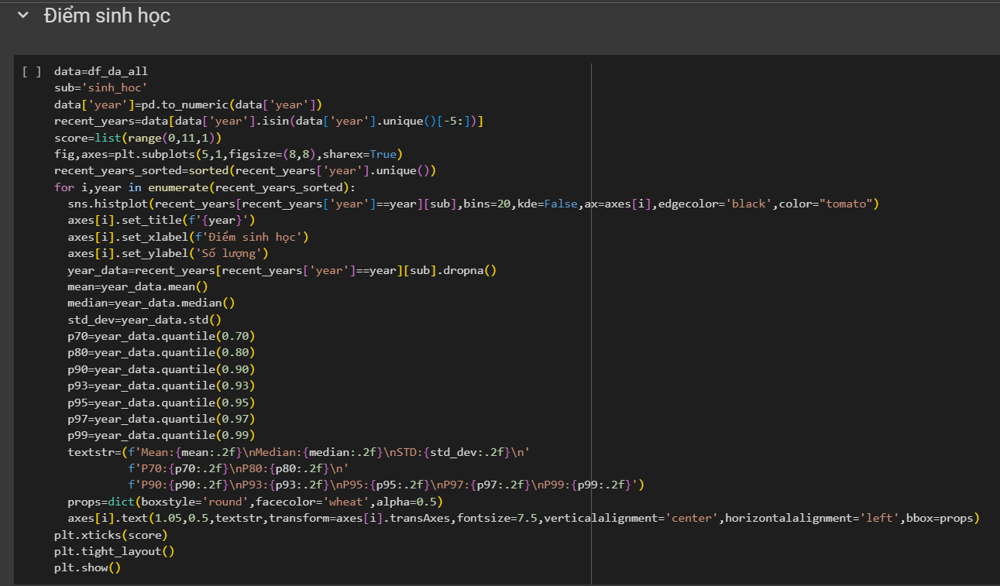 Điểm sinh học
[ ] data=df_da_all
sub='sinh_hoc'
data['year']=pd.to_numeric(data['year'])
recent_years=data[data['year'].isin(data['year'].unique()[-5:])]
score=list(range(0,11,1))
fig,axes=plt.subplots(5,1,figsize=(8,8),sharex=True)
recent_years_sorted=sorted(recent_years['year'].unique())
for i,year in enumerate(recent_years_sorted):
  sns.histplot(recent_years[recent_years['year']==year][sub],bins=20,kde=False,ax=axes[i],edgecolor='black',color="tomato")
  axes[i].set_title(f'{year}')
  axes[i].set_xlabel(f'Điểm sinh học')
  axes[i].set_ylabel('Số lượng')
  year_data=recent_years[recent_years['year']==year][sub].dropna()
  mean=year_data.mean()
  median=year_data.median()
  std_dev=year_data.std()
  p70=year_data.quantile(0.70)
  p80=year_data.quantile(0.80)
  p90=year_data.quantile(0.90)
  p93=year_data.quantile(0.93)
  p95=year_data.quantile(0.95)
  p97=year_data.quantile(0.97)
  p99=year_data.quantile(0.99)
  textstr=(f'Mean:{mean:.2f}\nMedian:{median:.2f}\nSTD:{std_dev:.2f}\n'
           f'P70:{p70:.2f}\nP80:{p80:.2f}\n'
           f'P90:{p90:.2f}\nP93:{p93:.2f}\nP95:{p95:.2f}\nP97:{p97:.2f}\nP99:{p99:.2f}')
  props=dict(boxstyle='round',facecolor='wheat',alpha=0.5)
  axes[i].text(1.05,0.5,textstr,transform=axes[i].transAxes,fontsize=7.5,verticalalignment='center',horizontalalignment='left',bbox=props)
plt.xticks(score)
plt.tight_layout()
plt.show()